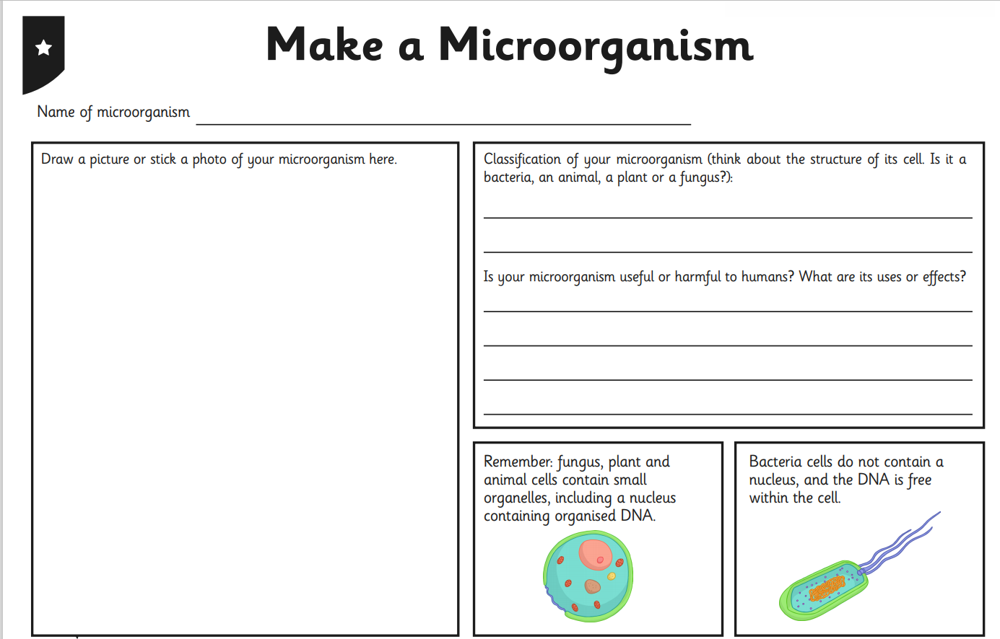 Make a Microorganism
Name of microorganism
Draw a picture or stick a photo of your microorganism here.
Classification of your microorganism (think about the structure of its cell. Is it a
bacteria, an animal, a plant or a fungus?):
Is your microorganism useful or harmful to humans? What are its uses or effects?
Remember: fungus, plant and
animal cells contain small
organelles, including a nucleus
containing organised DNA.
Bacteria cells do not contain a
nucleus, and the DNA is free
within the cell.